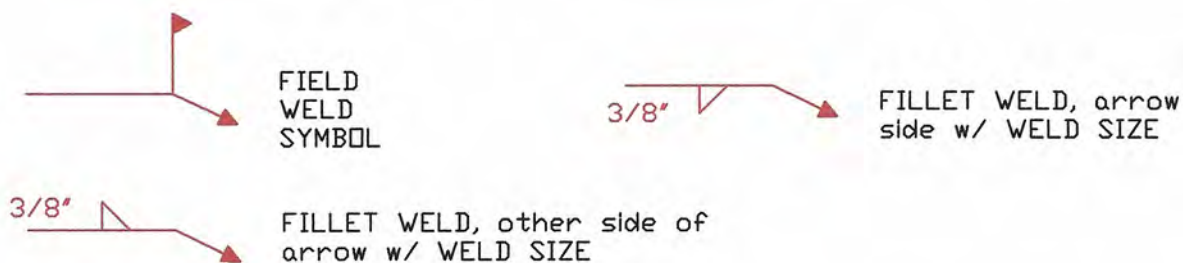 FIELD
WELD
SYMBOL
3/8"
FILLET WELD, arrow
side w/ WELD SIZE
3/8"
FILLET WELD, other side of
arrow w/ WELD SIZE